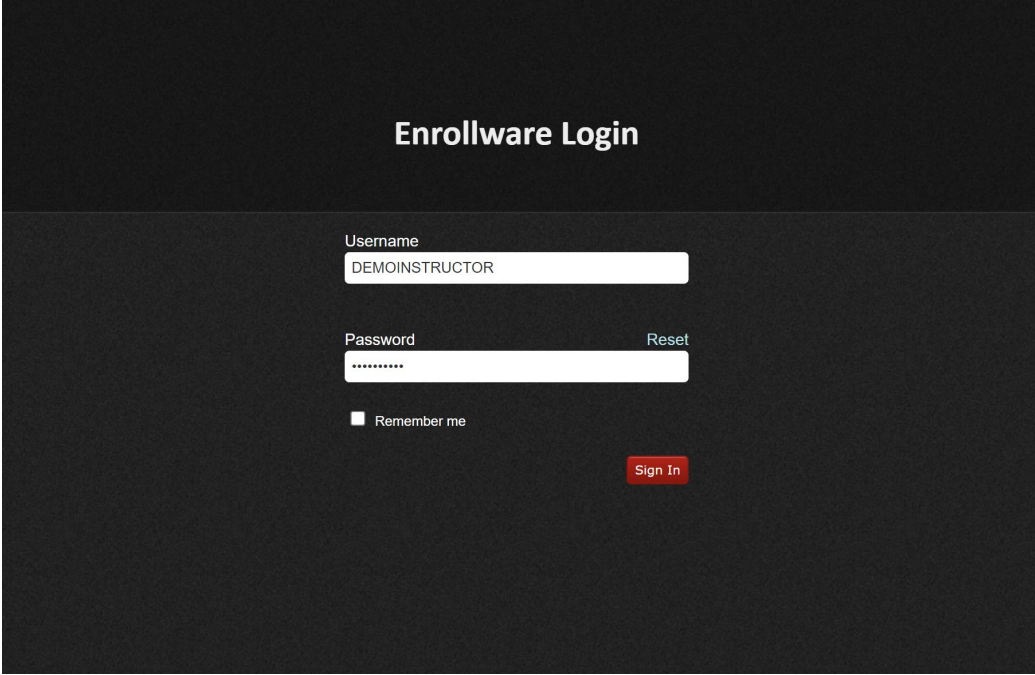 Enrollware Login
Username
DEMOINSTRUCTOR
Password Reset
••••••••••
Remember me
Sign In